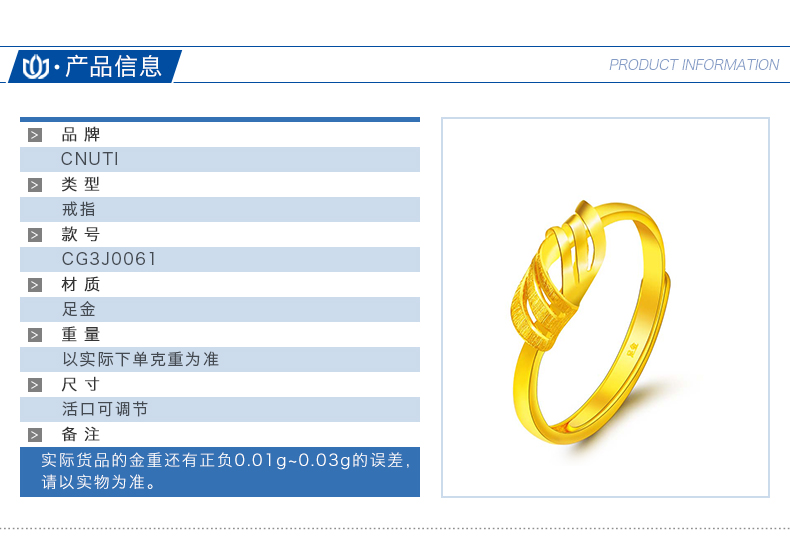 ·产品信息
PRODUCT INFORMATION
> 品牌
CNUTI
> 类型
戒指
> 款号
CG3J0061
> 材质
足金
> 重量
以实际下单克重为准
> 尺寸
活口可调节
> 备注
实际货品的金重还有正负0.01g~0.03g的误差,
请以实物为准。